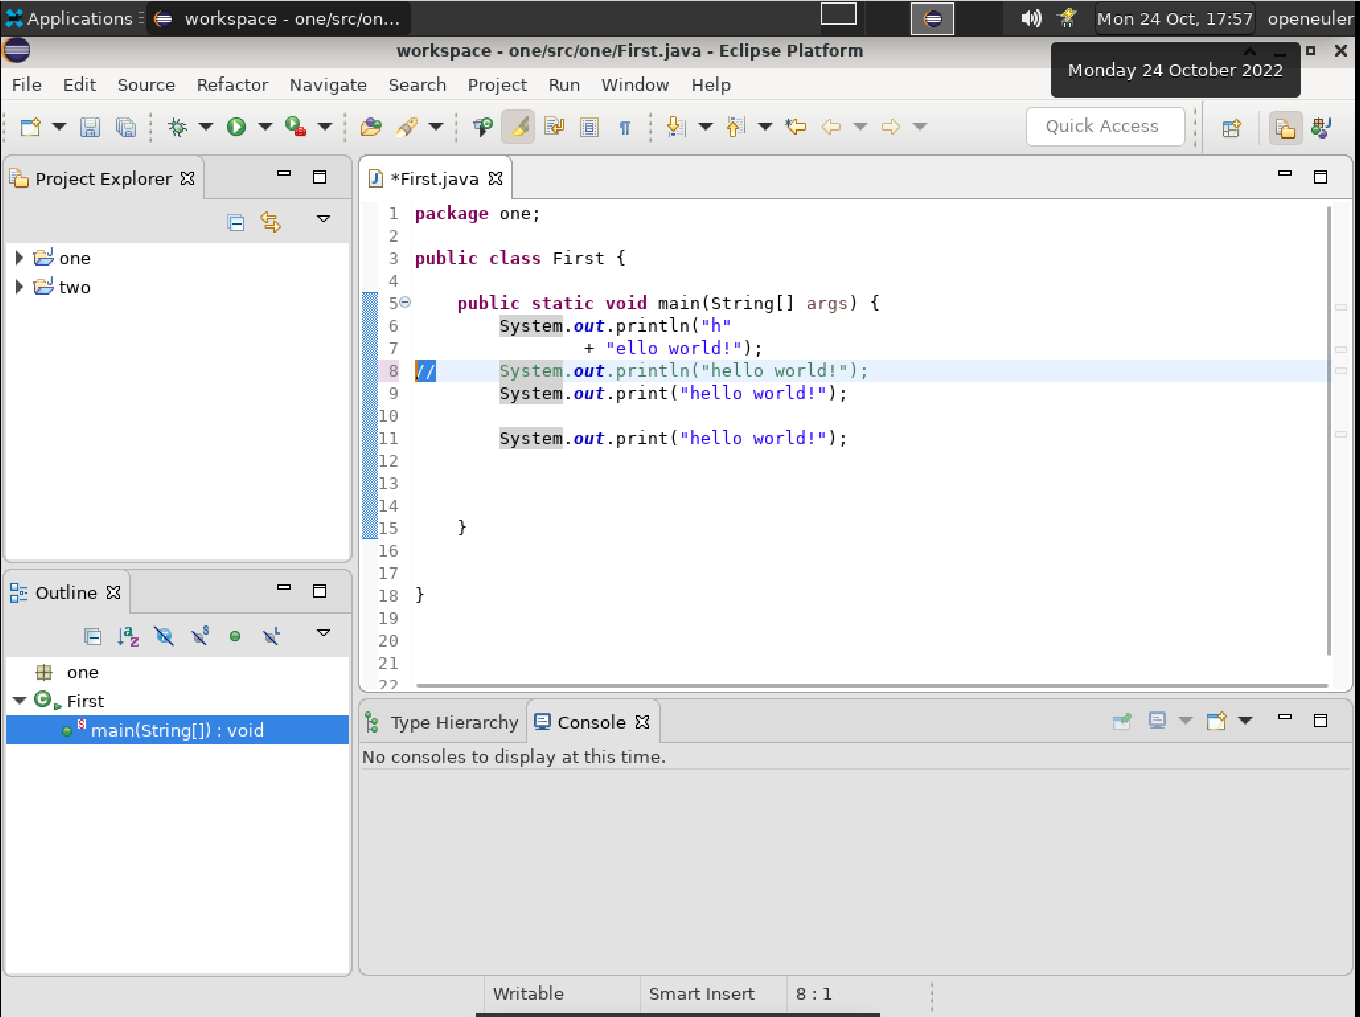 Applications workspace - one/src/on... Mon 24 Oct, 17:57 openeuler
workspace - one/src/one/First.java - Eclipse Platform
Monday 24 October 2022
File Edit Source Refactor Navigate Search Project Run Window Help
Quick Access
Project Explorer
one
two
*First.java
1 package one;
2
3 public class First {
4
5 public static void main(String[] args) {
6 System.out.println("h"
7 + "ello world!");
8 // System.out.println("hello world!");
9 System.out.print("hello world!");
10
11 System.out.print("hello world!");
12
13
14
15 }
16
17
18 }
19
20
21
22
Outline
one
First
main(String[]) : void
Type Hierarchy Console
No consoles to display at this time.
Writable Smart Insert 8 : 1